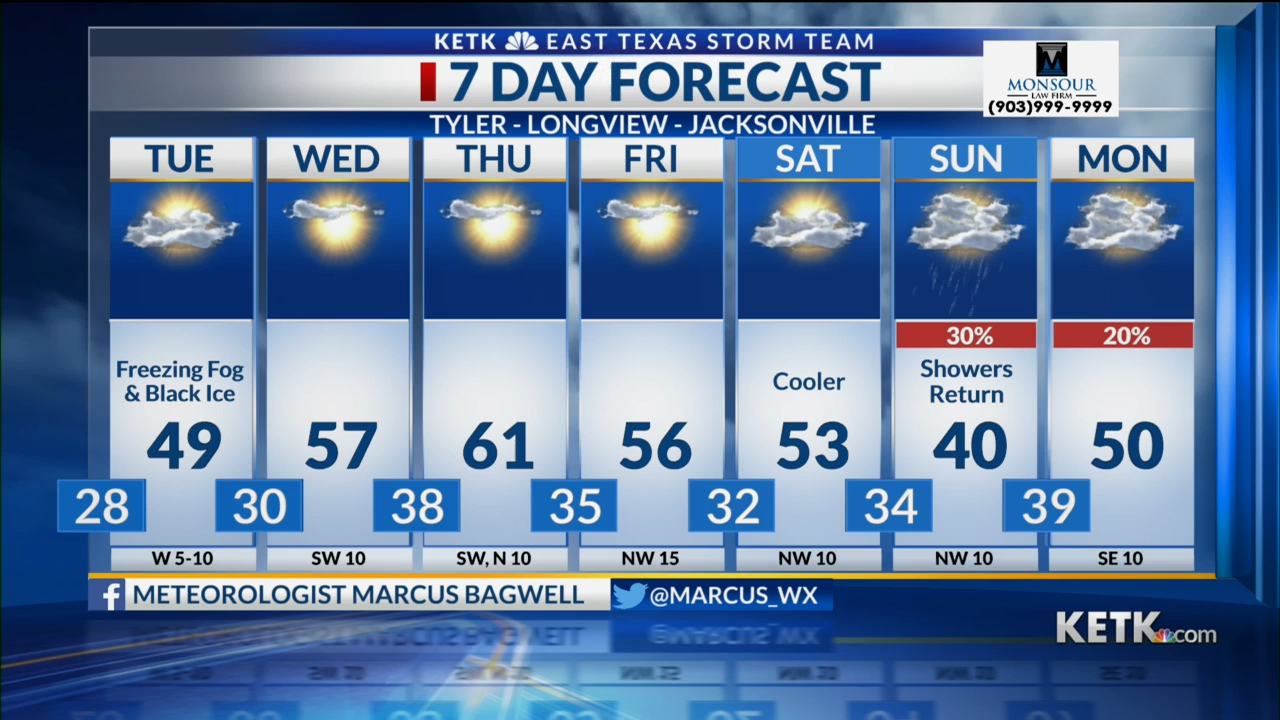 KETK EAST TEXAS STORM TEAM
7 DAY FORECAST
MONSOUR
LAW FIRM
(903)999-9999
TYLER - LONGVIEW - JACKSONVILLE
TUE WED THU FRI SAT SUN MON
30% 20%
Freezing Fog
& Black Ice
Cooler
Showers
Return
49 57 61 56 53 40 50
28 30 38 35 32 34 39
W 5-10 SW 10 SW, N 10 NW 15 NW 10 NW 10 SE 10
f METEOROLOGIST MARCUS BAGWELL @MARCUS_WX
KETK.com